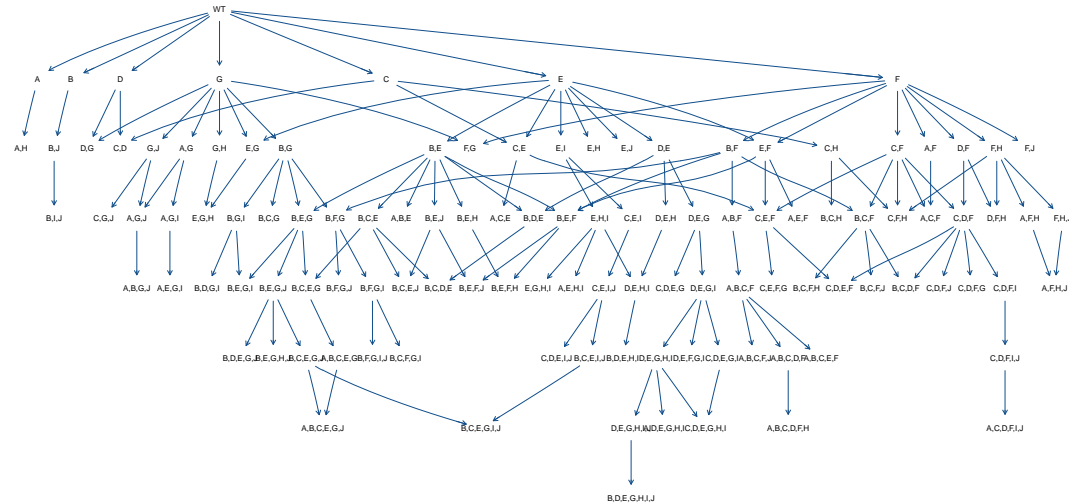 WT
A B D G C E F
A,H B,J D,G C,D G,J A,G G,H E,G B,G B,E F,G C,E E,I E,H E,J D,E B,F E,F C,H C,F A,F D,F F,H F,J
B,I,J C,G,J A,G,J A,G,I E,G,H B,G,I B,C,G B,E,G B,F,G B,C,E A,B,E B,E,J B,E,H A,C,E B,D,E B,E,F E,H,I C,E,I D,E,H D,E,G A,B,F C,E,F A,E,F B,C,H B,C,F C,F,H A,C,F C,D,F D,F,H A,F,H F,H,J
A,B,G,J A,E,G,I B,D,G,I B,E,G,I B,E,G,J B,C,E,G B,F,G,J B,F,G,I B,C,E,J B,C,D,E B,E,F,J B,E,F,H E,G,H,I A,E,H,I C,E,I,J D,E,H,I C,D,E,G D,E,G,I A,B,C,F C,E,F,G B,C,F,H C,D,E,F B,C,F,J B,C,D,F C,D,F,J C,D,F,G C,D,F,I A,F,H,J
B,D,E,G,J B,E,G,H,J B,C,E,G,J A,B,C,E,G B,F,G,I,J B,C,F,G,I C,D,E,I,J B,C,E,I,J B,D,E,H,I D,E,G,H,I D,E,F,G,I C,D,E,G,I A,B,C,F,J A,B,C,D,F A,B,C,E,F C,D,F,I,J
A,B,C,E,G,J B,C,E,G,I,J D,E,G,H,I,J A,D,E,G,H,I C,D,E,G,H,I A,B,C,D,F,H A,C,D,F,I,J
B,D,E,G,H,I,J